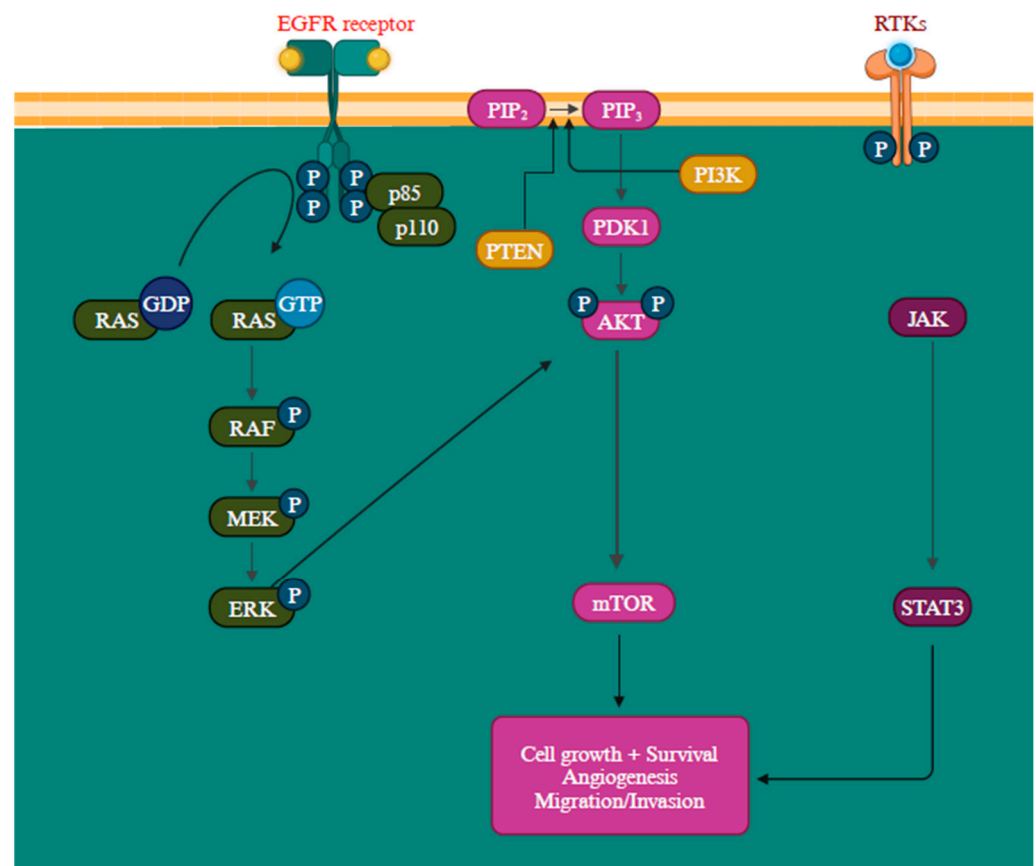 EGFR receptor
RTKs
PIP₂
PIP₃
P
P
P
P
P
P
p85
p110
PI3K
PTEN
PDK1
GDP
RAS
GTP
RAS
P
P
AKT
JAK
P
RAF
P
MEK
P
ERK
mTOR
STAT3
Cell growth + Survival
Angiogenesis
Migration/Invasion